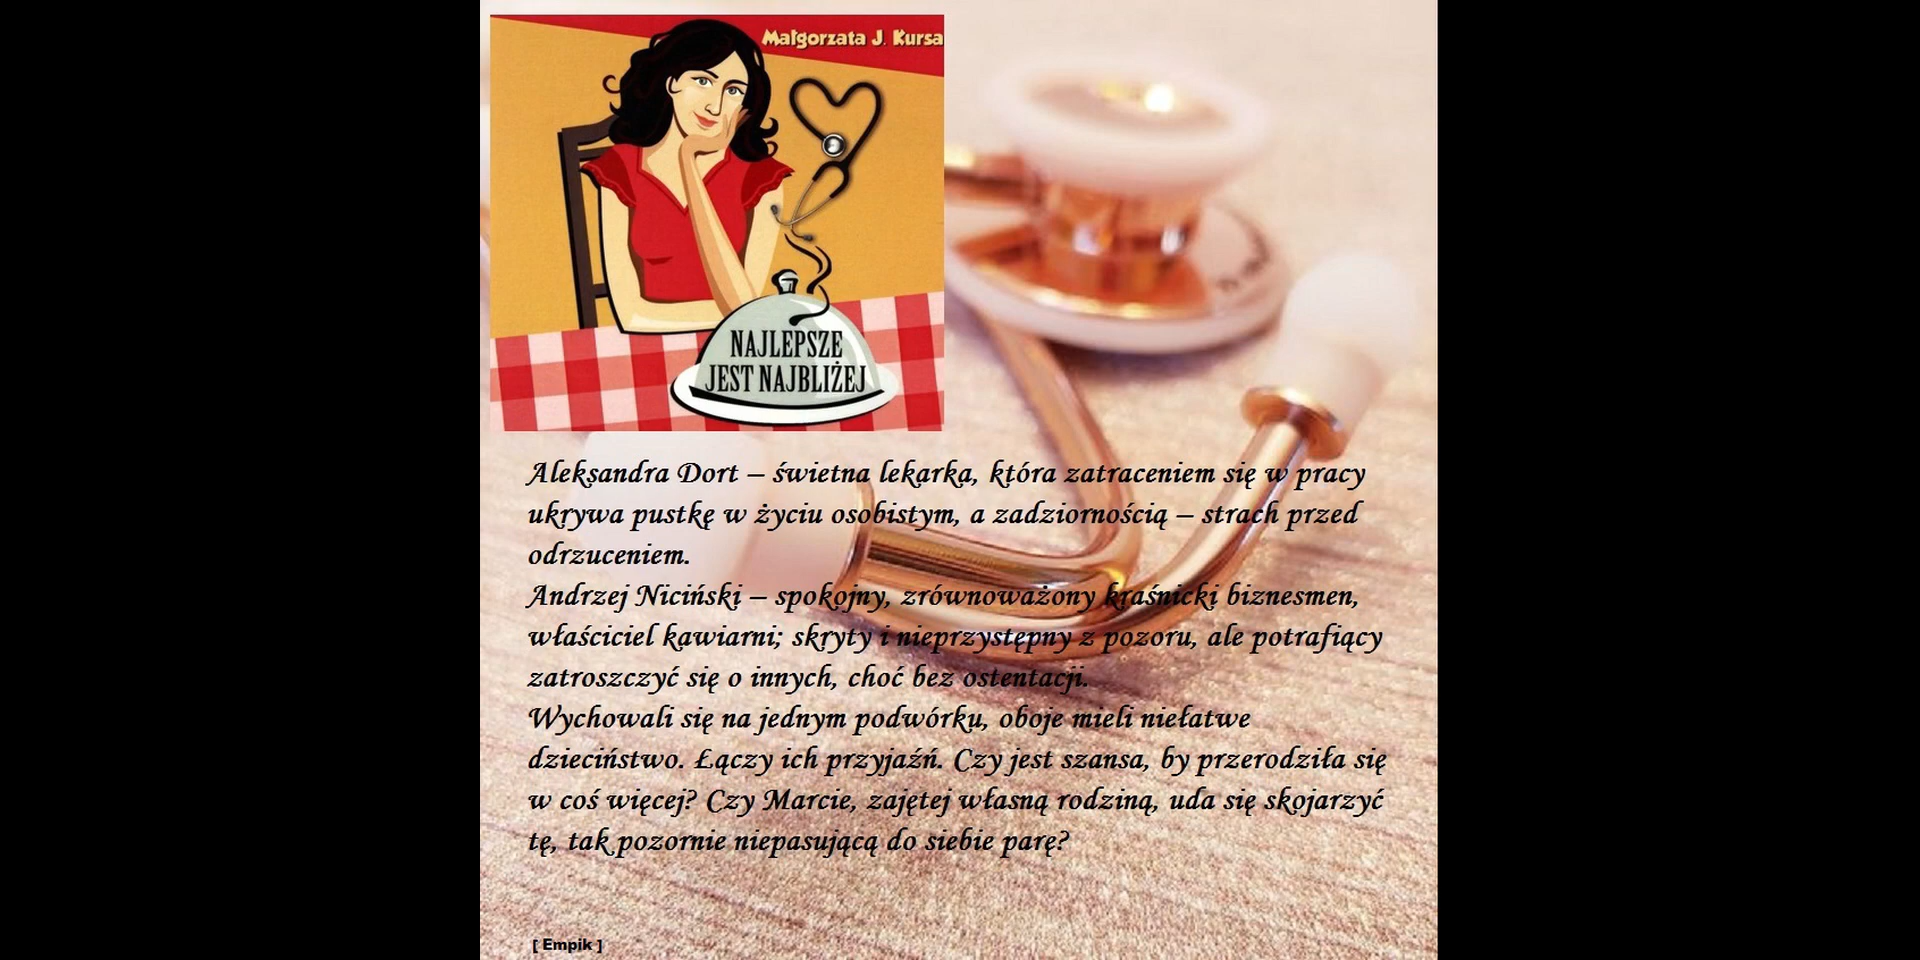 Małgorzata J. Kursa
NAJLEPSZE
JEST NAJBLIŻEJ
Aleksandra Dort – świetna lekarka, która zatraceniem się w pracy
ukrywa pustkę w życiu osobistym, a zadziornością – strach przed
odrzuceniem.
Andrzej Niciński – spokojny, zrównoważony kraśnicki biznesmen,
właściciel kawiarni; skryty i nieprzystępny z pozoru, ale potrafiący
zatroszczyć się o innych, choć bez ostentacji.
Wychowali się na jednym podwórku, oboje mieli niełatwe
dzieciństwo. Łączy ich przyjaźń. Czy jest szansa, by przerodziła się
w coś więcej? Czy Marcie, zajętej własną rodziną, uda się skojarzyć
tę, tak pozornie niepasującą do siebie parę?
[ Empik ]